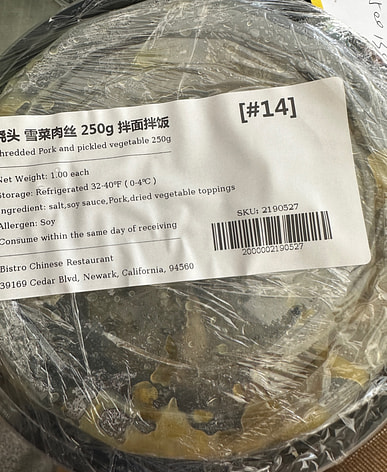 [#14]
浇头 雪菜肉丝 250g 拌面拌饭
hredded Pork and pickled vegetable 250g
Net Weight: 1.00 each
Storage: Refrigerated 32-40ºF ( 0-4ºC )
Ingredient: salt,soy sauce,Pork,dried vegetable toppings
Allergen: Soy
Consume within the same day of receiving
SKU: 2190527
2000002190527
Bistro Chinese Restaurant
39169 Cedar Blvd, Newark, California, 94560